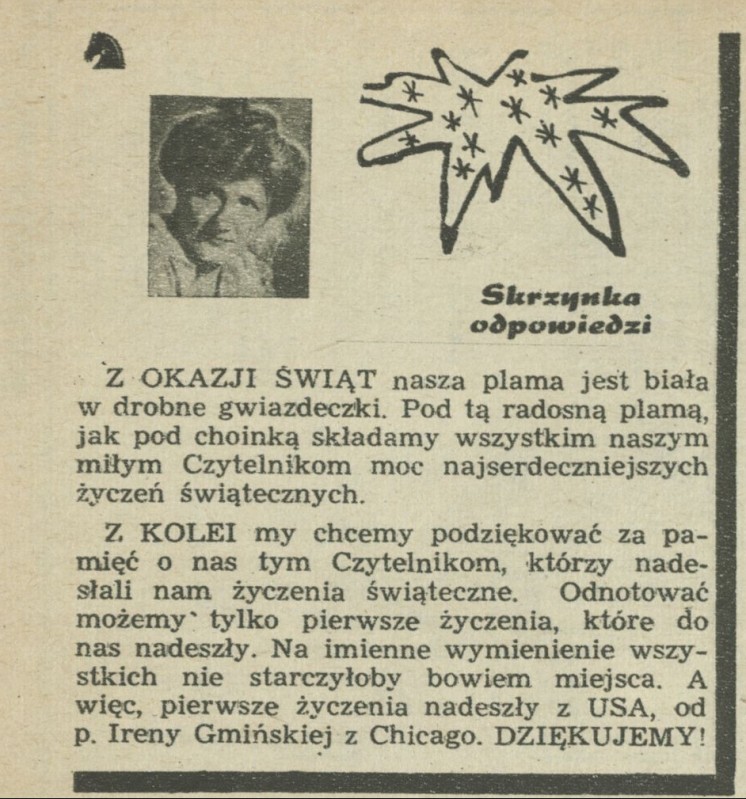 Skrzynka
odpowiedzi
Z OKAZJI ŚWIĄT nasza plama jest biała
w drobne gwiazdeczki. Pod tą radosną plamą,
jak pod choinką składamy wszystkim naszym
miłym Czytelnikom moc najserdeczniejszych
życzeń świątecznych.
Z KOLEI my chcemy podziękować za pa-
mięć o nas tym Czytelnikom, którzy nade-
słali nam życzenia świąteczne. Odnotować
możemy tylko pierwsze życzenia, które do
nas nadeszły. Na imienne wymienienie wszy-
stkich nie starczyłoby bowiem miejsca. A
więc, pierwsze życzenia nadeszły z USA, od
p. Ireny Gmińskiej z Chicago. DZIĘKUJEMY!